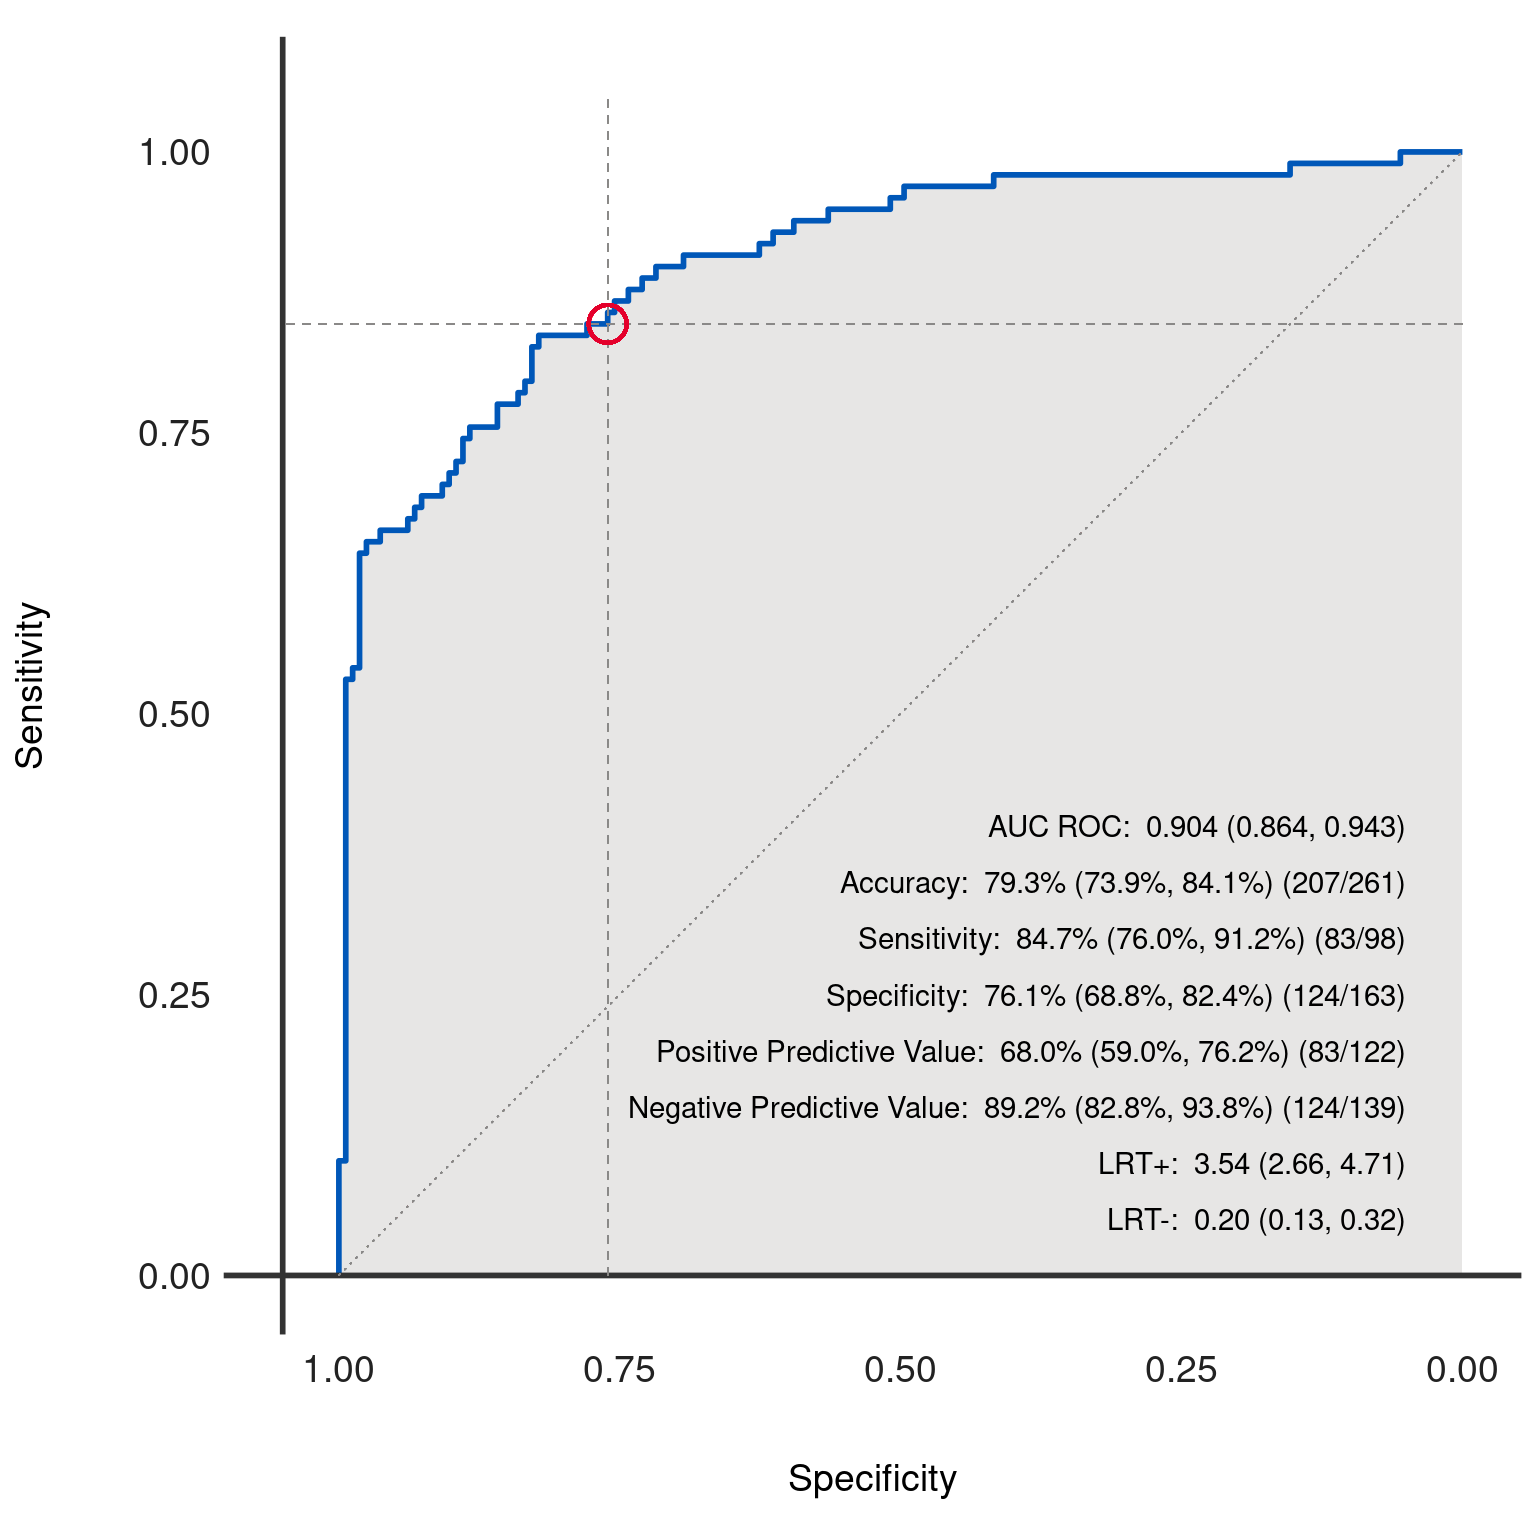 1.00
0.75
0.50
0.25
0.00
Sensitivity
AUC ROC:  0.904 (0.864, 0.943)
Accuracy:  79.3% (73.9%, 84.1%) (207/261)
Sensitivity:  84.7% (76.0%, 91.2%) (83/98)
Specificity:  76.1% (68.8%, 82.4%) (124/163)
Positive Predictive Value:  68.0% (59.0%, 76.2%) (83/122)
Negative Predictive Value:  89.2% (82.8%, 93.8%) (124/139)
LRT+:  3.54 (2.66, 4.71)
LRT-:  0.20 (0.13, 0.32)
1.00 0.75 0.50 0.25 0.00
Specificity